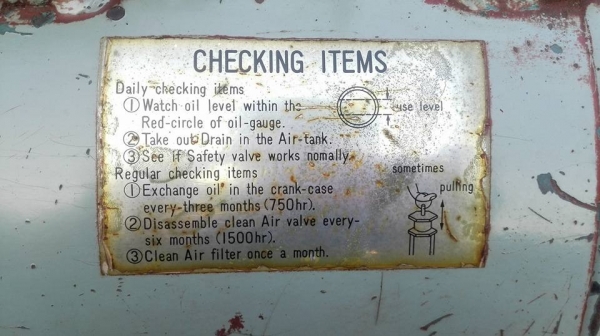 CHECKING ITEMS
Daily checking items
① Watch oil level within the
Red-circle of oil-gauge.
use level
② Take out Drain in the Air-tank.
③ See if Safety valve works nomally.
Regular checking items
① Exchange oil in the crank-case
every-three months (750hr).
② Disassemble clean Air valve every-
six months (1500hr).
③ Clean Air filter once a month.
sometimes
pulling